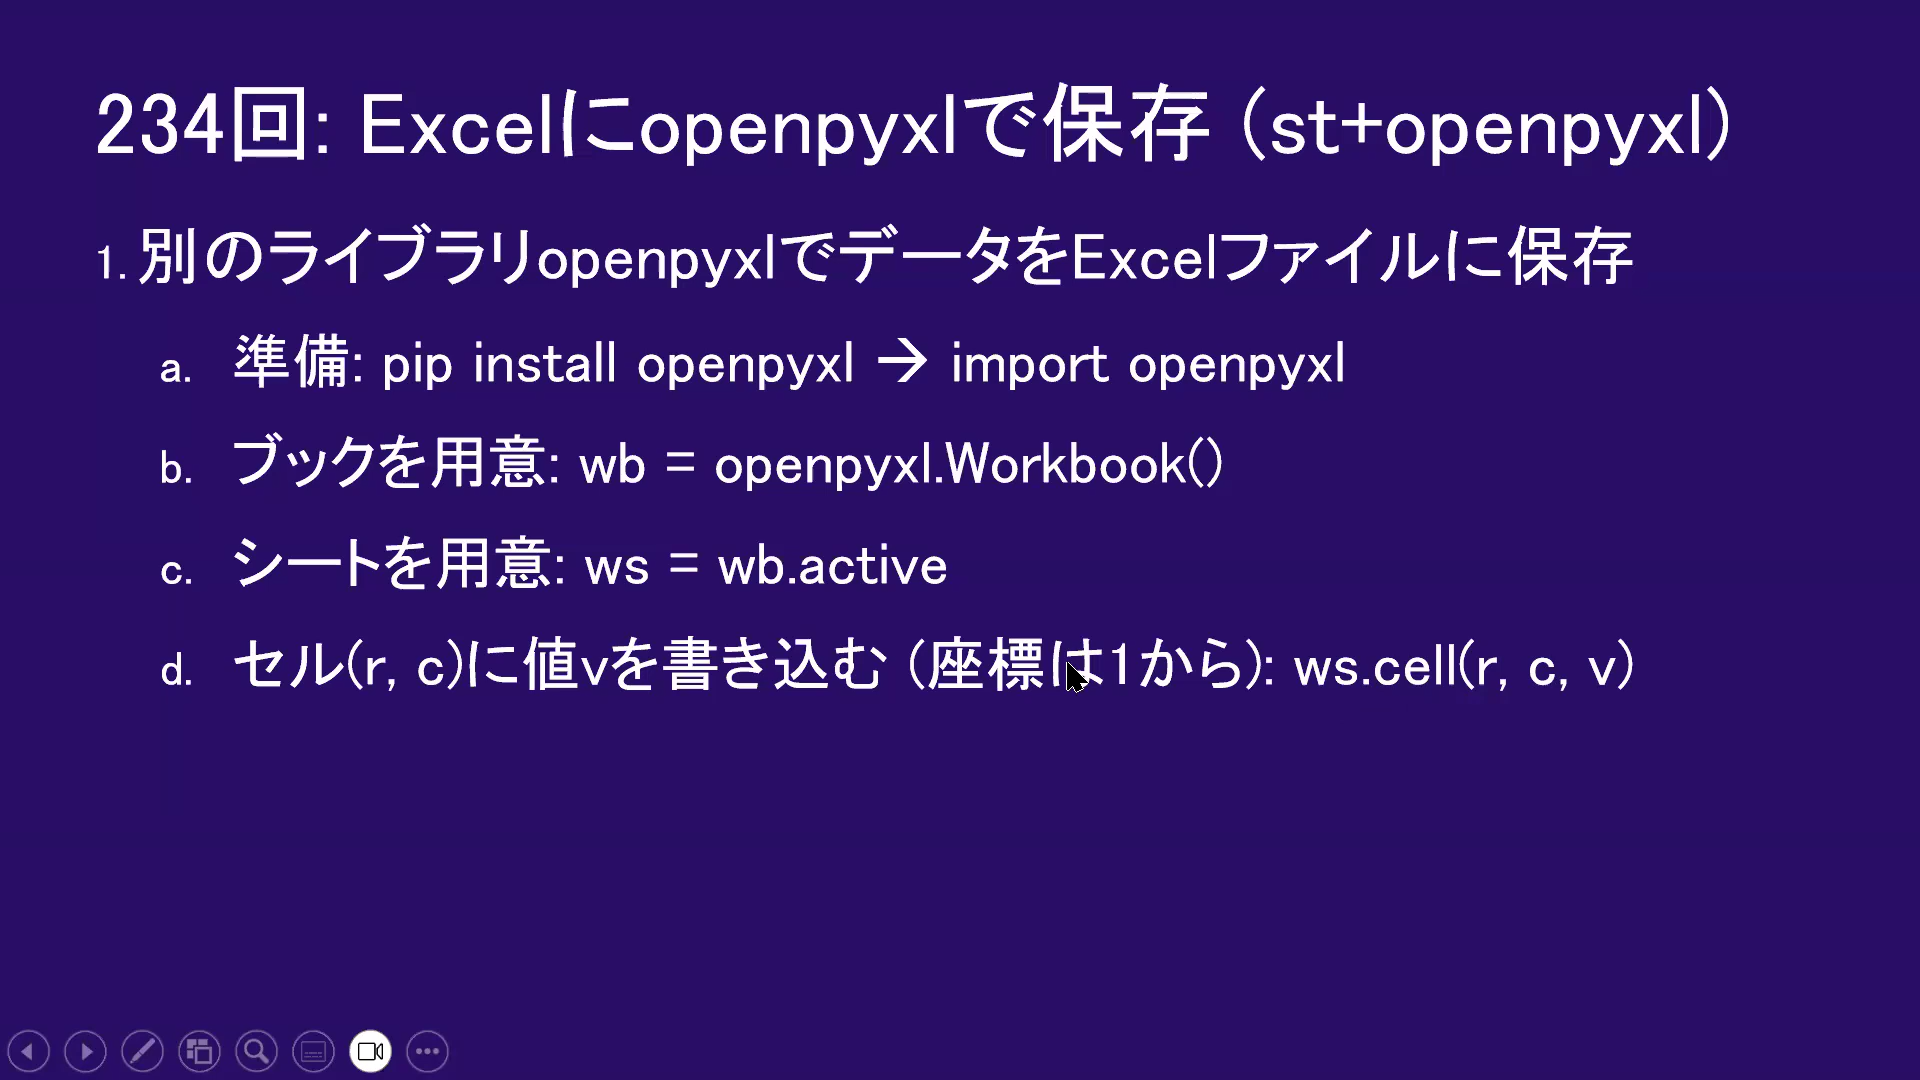 234回: Excelにopenpyxlで保存 (st+openpyxl)
1. 別のライブラリopenpyxlでデータをExcelファイルに保存
a. 準備: pip install openpyxl → import openpyxl
b. ブックを用意: wb = openpyxl.Workbook()
c. シートを用意: ws = wb.active
d. セル(r, c)に値vを書き込む (座標は1から): ws.cell(r, c, v)